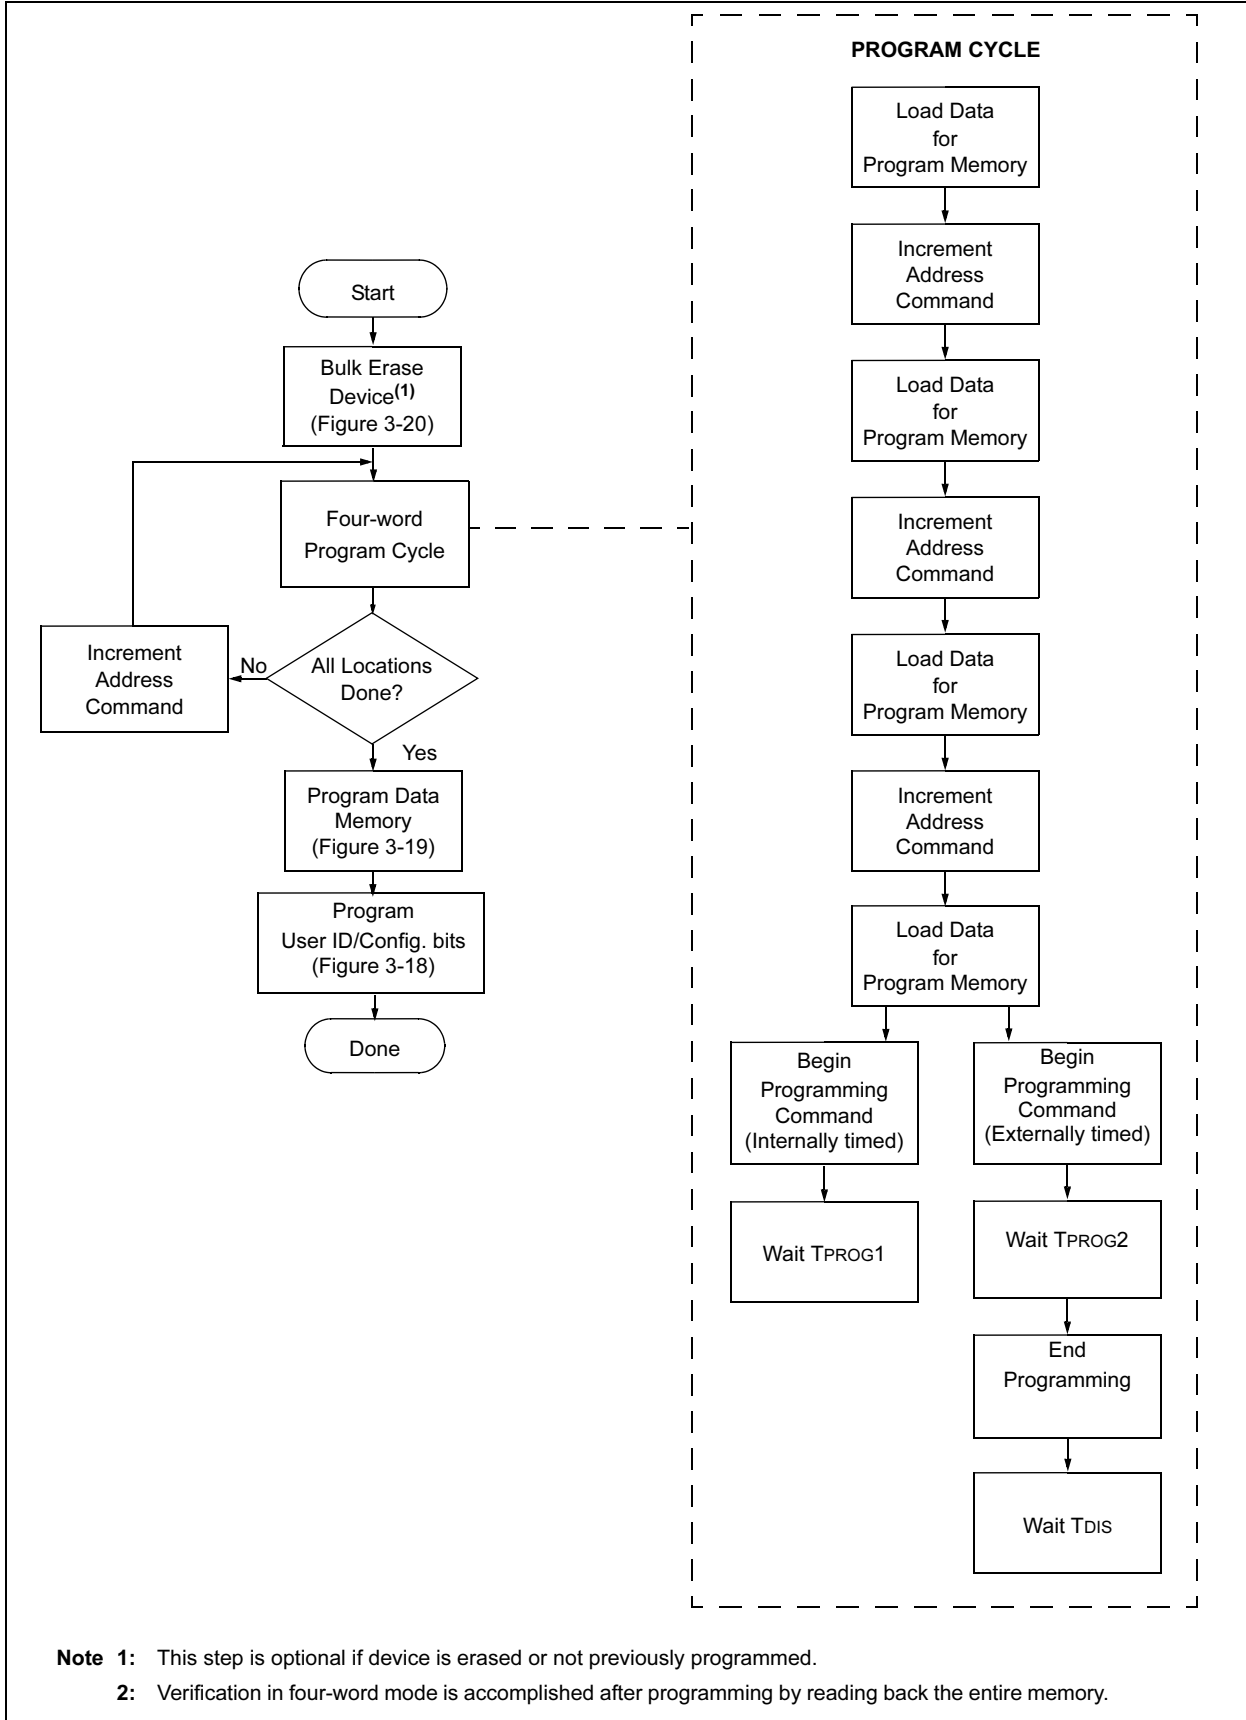 Start
Bulk Erase
Device(1)
(Figure 3-20)
Four-word
Program Cycle
All Locations
Done?
No
Increment
Address
Command
Yes
Program Data
Memory
(Figure 3-19)
Program
User ID/Config. bits
(Figure 3-18)
Done
PROGRAM CYCLE
Load Data
for
Program Memory
Increment
Address
Command
Load Data
for
Program Memory
Increment
Address
Command
Load Data
for
Program Memory
Increment
Address
Command
Load Data
for
Program Memory
Begin
Programming
Command
(Internally timed)
Wait TPROG1
Begin
Programming
Command
(Externally timed)
Wait TPROG2
End
Programming
Wait TDIS
Note 1: This step is optional if device is erased or not previously programmed.
2: Verification in four-word mode is accomplished after programming by reading back the entire memory.